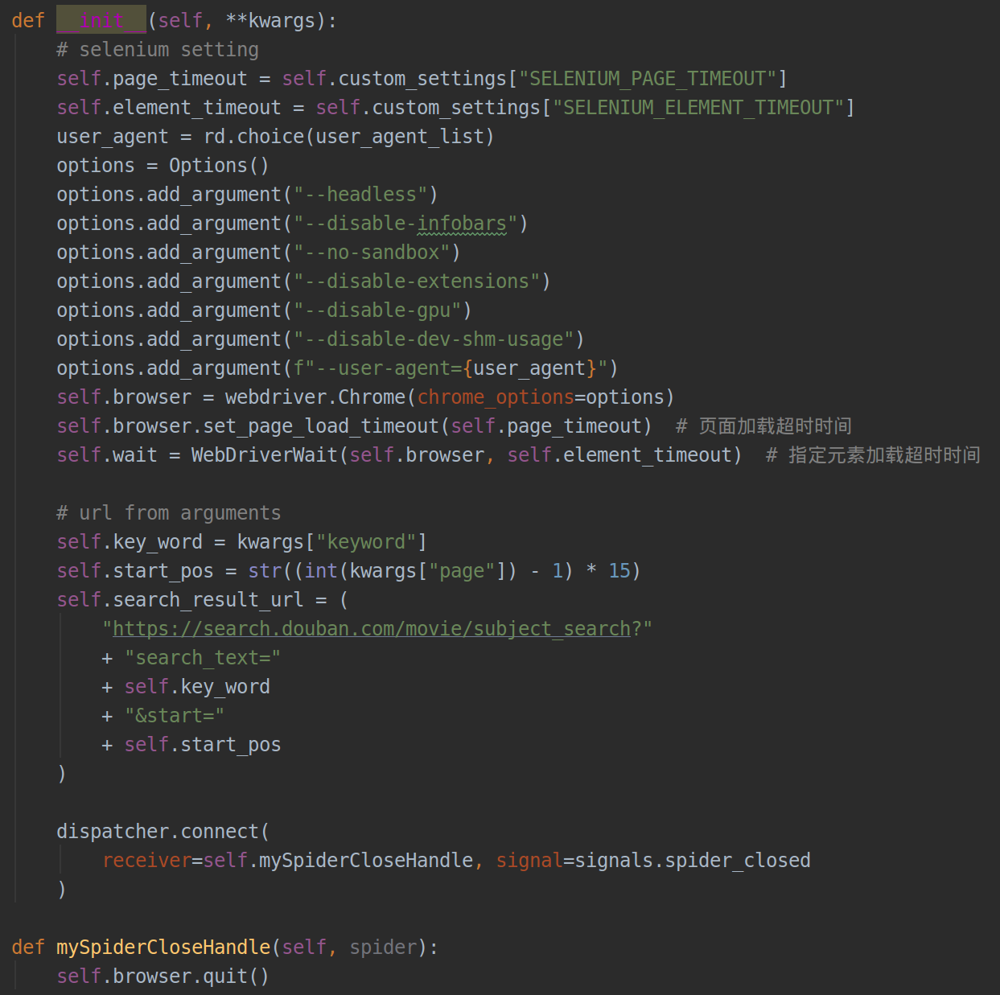 def __init__(self, **kwargs):
    # selenium setting
    self.page_timeout = self.custom_settings["SELENIUM_PAGE_TIMEOUT"]
    self.element_timeout = self.custom_settings["SELENIUM_ELEMENT_TIMEOUT"]
    user_agent = rd.choice(user_agent_list)
    options = Options()
    options.add_argument("--headless")
    options.add_argument("--disable-infobars")
    options.add_argument("--no-sandbox")
    options.add_argument("--disable-extensions")
    options.add_argument("--disable-gpu")
    options.add_argument("--disable-dev-shm-usage")
    options.add_argument(f"--user-agent={user_agent}")
    self.browser = webdriver.Chrome(chrome_options=options)
    self.browser.set_page_load_timeout(self.page_timeout)  # 页面加载超时时间
    self.wait = WebDriverWait(self.browser, self.element_timeout)  # 指定元素加载超时时间

    # url from arguments
    self.key_word = kwargs["keyword"]
    self.start_pos = str((int(kwargs["page"]) - 1) * 15)
    self.search_result_url = (
        "https://search.douban.com/movie/subject_search?"
        + "search_text="
        + self.key_word
        + "&start="
        + self.start_pos
    )

    dispatcher.connect(
        receiver=self.mySpiderCloseHandle, signal=signals.spider_closed
    )

def mySpiderCloseHandle(self, spider):
    self.browser.quit()